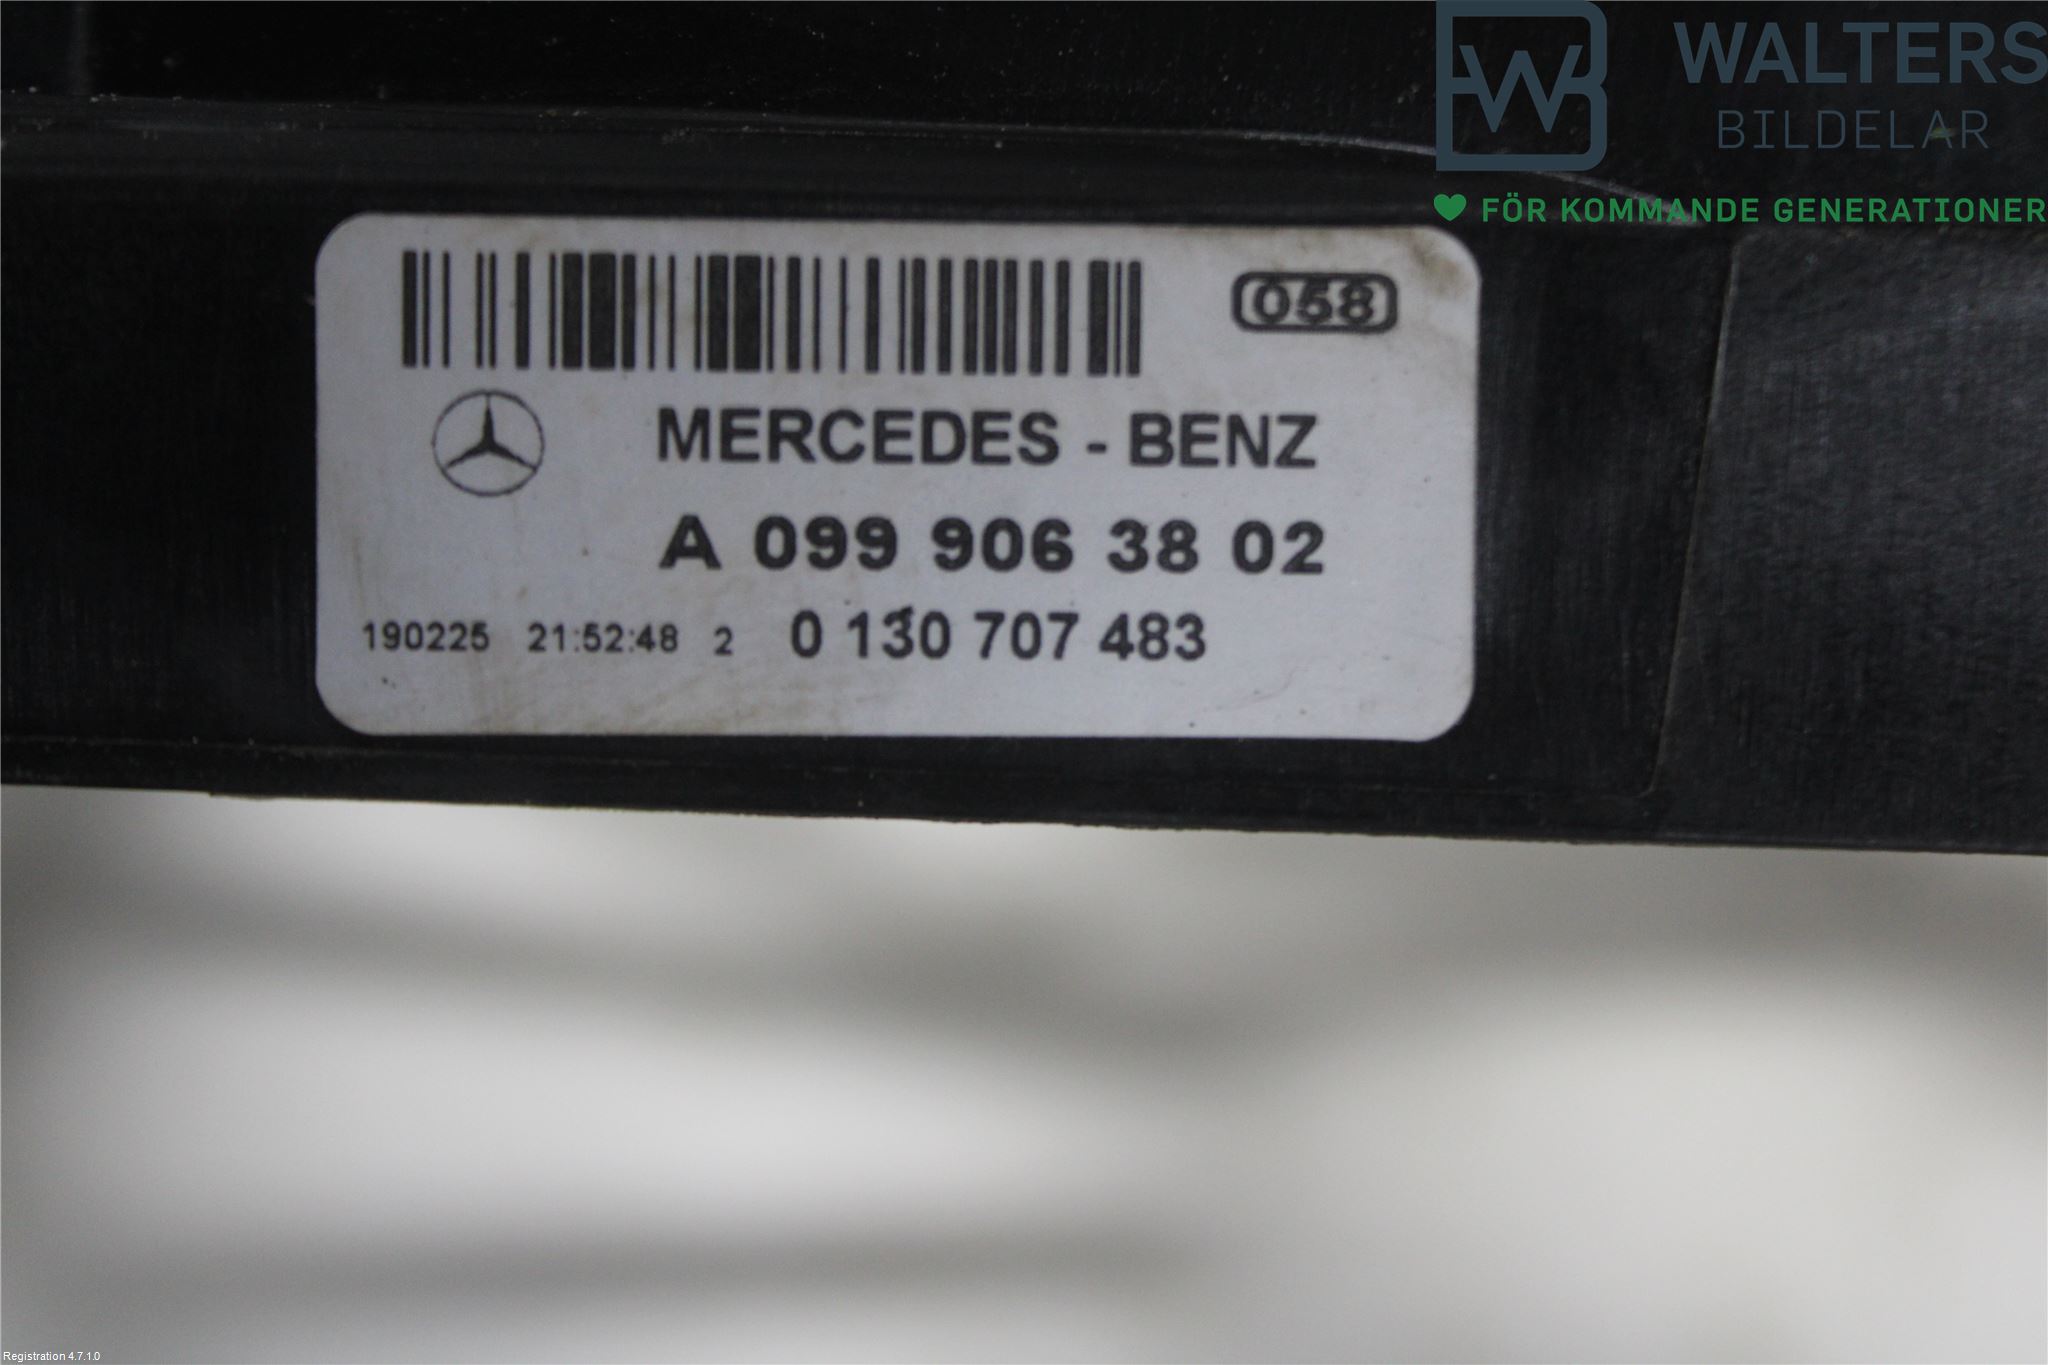 WALTERS
BILDELAR
FÖR KOMMANDE GENERATIONER
058
MERCEDES - BENZ
A 099 906 38 02
190225 21:52:48 2 0 130 707 483
Registration 4.7.1.0